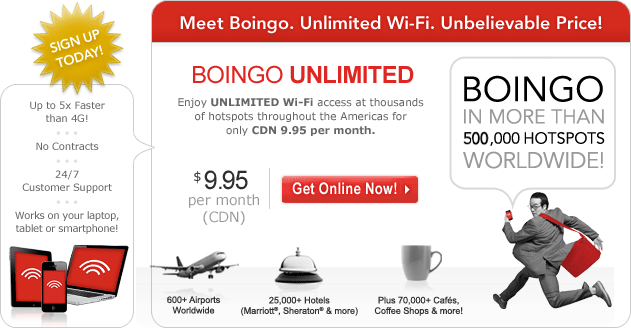 Meet Boingo. Unlimited Wi-Fi. Unbelievable Price!
SIGN UP
TODAY!
Up to 5x Faster
than 4G!
No Contracts
24/7
Customer Support
Works on your laptop,
tablet or smartphone!
BOINGO UNLIMITED
Enjoy UNLIMITED Wi-Fi access at thousands
of hotspots throughout the Americas for
only CDN 9.95 per month.
$9.95
per month
(CDN)
Get Online Now!
BOINGO
IN MORE THAN
500,000 HOTSPOTS
WORLDWIDE!
600+ Airports
Worldwide
25,000+ Hotels
(Marriott®, Sheraton® & more)
Plus 70,000+ Cafés,
Coffee Shops & more!